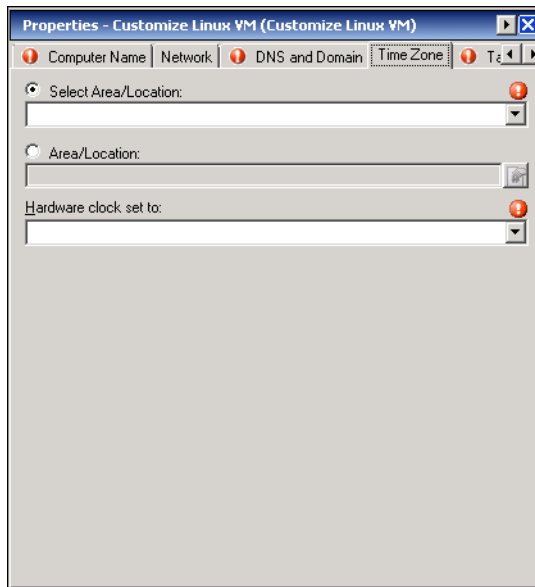 Properties - Customize Linux VM (Customize Linux VM)
Computer Name Network DNS and Domain Time Zone Ta
Select Area/Location:
Area/Location:
Hardware clock set to: